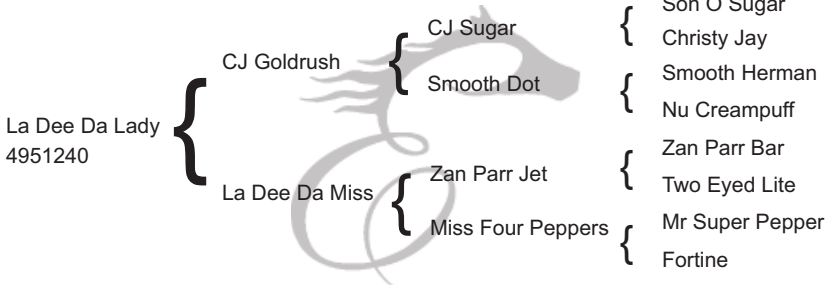 Son O Sugar
CJ Sugar
Christy Jay
CJ Goldrush
Smooth Herman
Smooth Dot
Nu Creampuff
La Dee Da Lady
4951240
Zan Parr Bar
Zan Parr Jet
Two Eyed Lite
La Dee Da Miss
Mr Super Pepper
Miss Four Peppers
Fortine